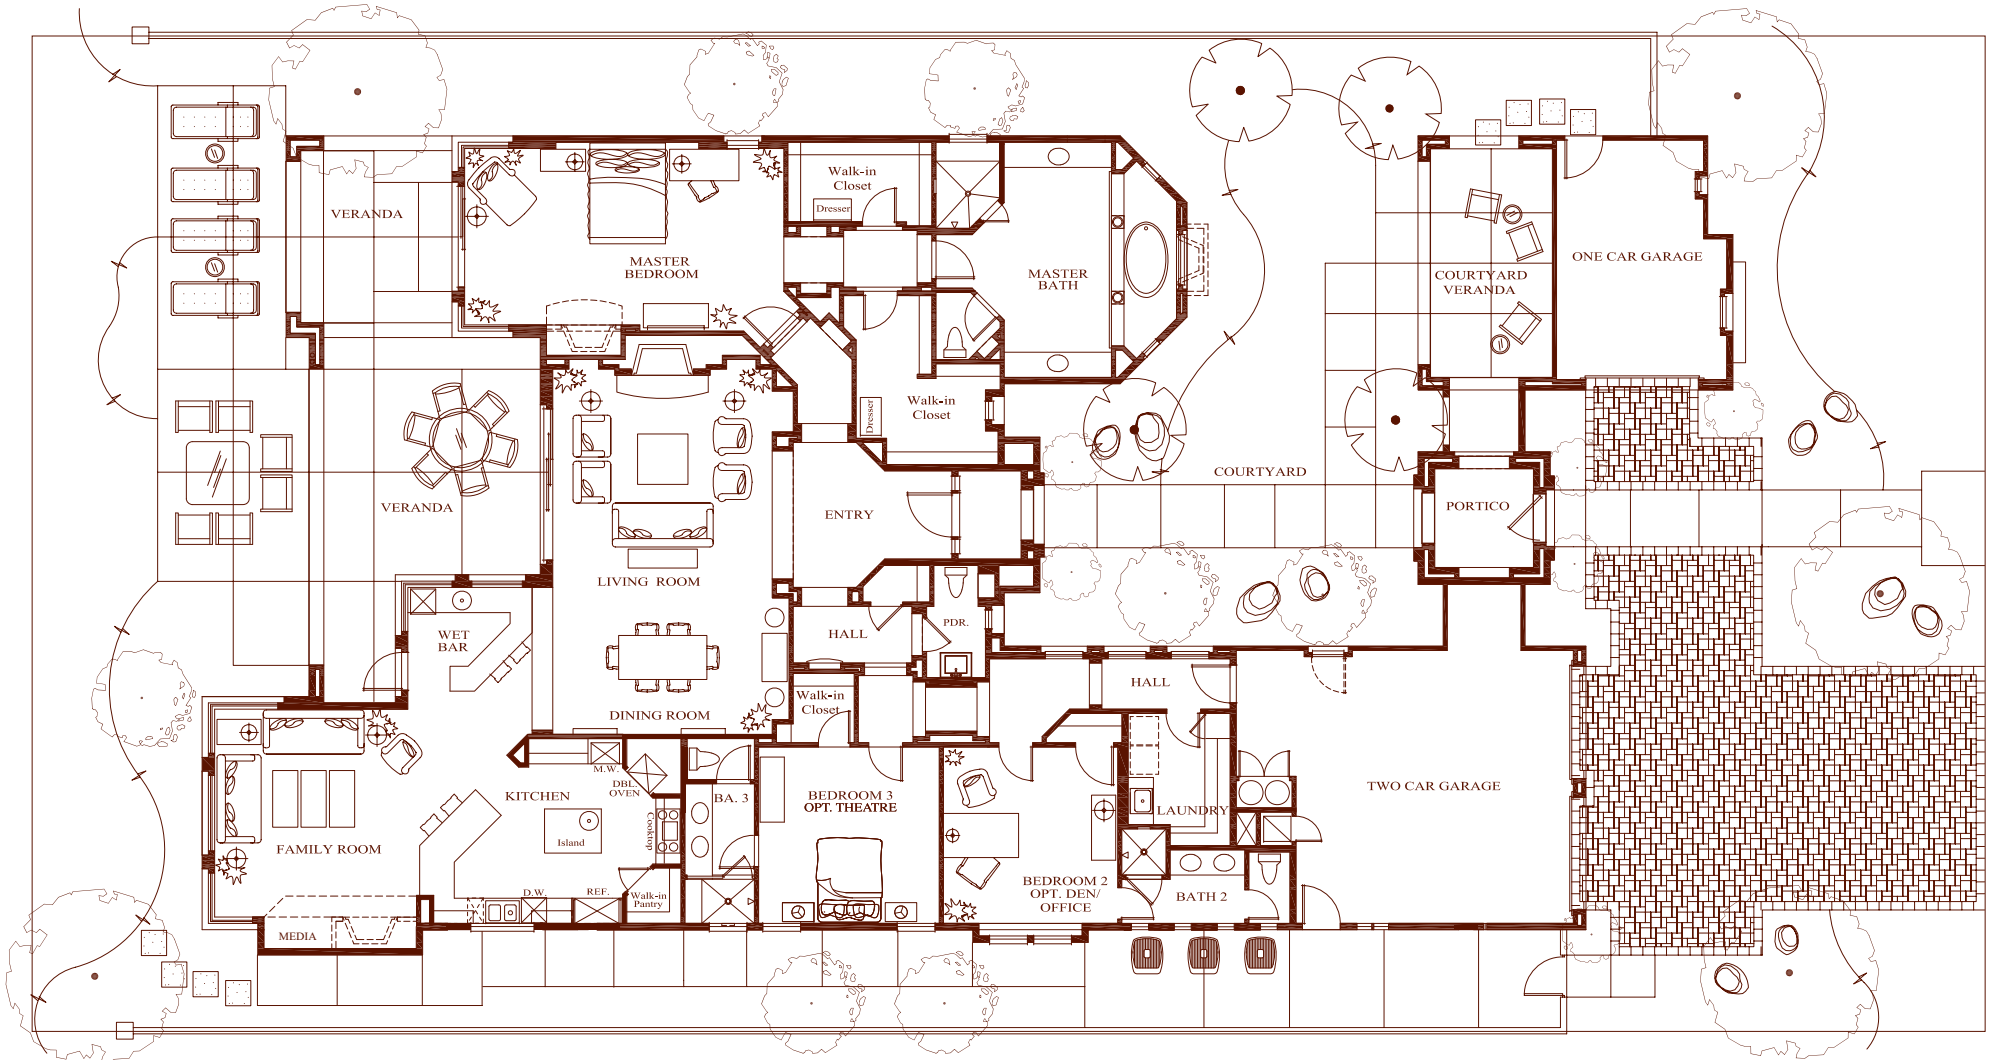 VERANDA
MASTER
BEDROOM
Walk-in
Closet
Dresser
MASTER
BATH
COURTYARD
VERANDA
ONE CAR GARAGE
Walk-in
Closet
Dresser
VERANDA
ENTRY
COURTYARD
PORTICO
LIVING ROOM
WET
BAR
HALL
PDR.
DINING ROOM
Walk-in
Closet
HALL
M.W.
DBL.
OVEN
KITCHEN
Island
Cooktop
BA. 3
BEDROOM 3
OPT. THEATRE
LAUNDRY
TWO CAR GARAGE
FAMILY ROOM
D.W.
REF.
Walk-in
Pantry
BEDROOM 2
OPT. DEN/
OFFICE
BATH 2
MEDIA